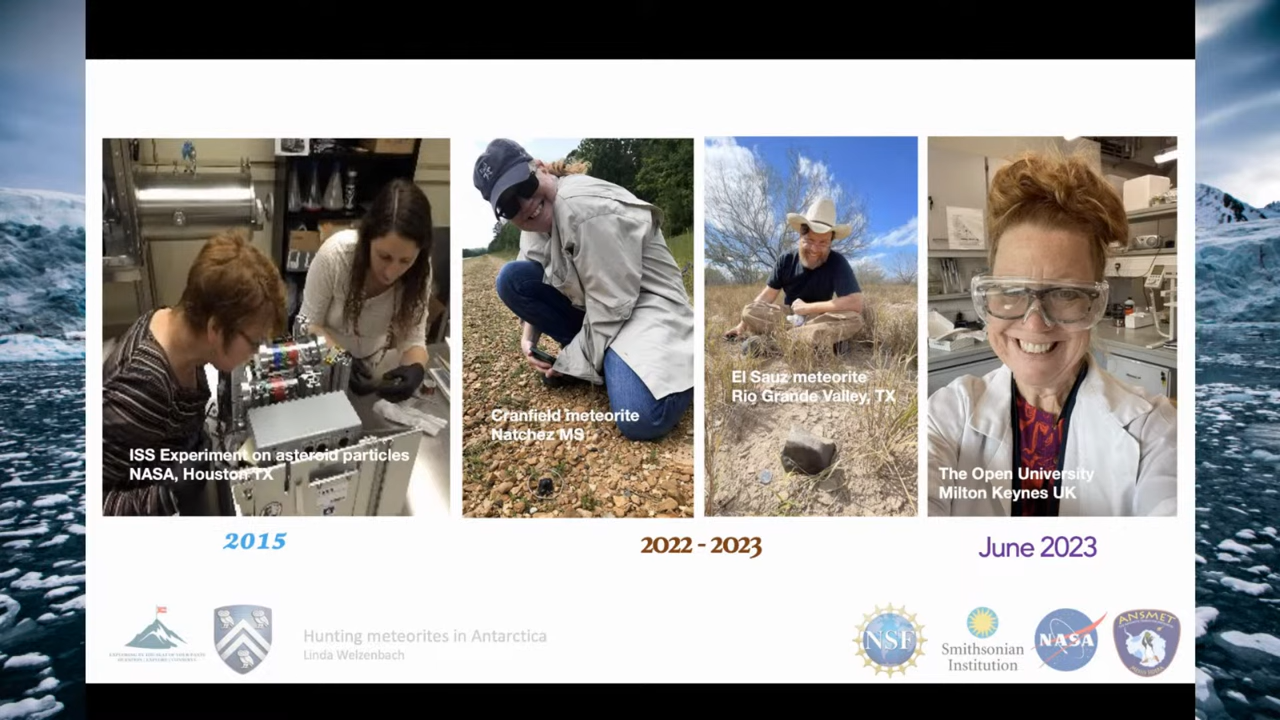 ISS Experiment on asteroid particles
NASA, Houston TX
Cranfield meteorite
Natchez MS
El Sauz meteorite
Rio Grande Valley, TX
The Open University
Milton Keynes UK
2015
2022 - 2023
June 2023
Hunting meteorites in Antarctica
Linda Welzenbach
NSF
Smithsonian
Institution
NASA
ANSMET